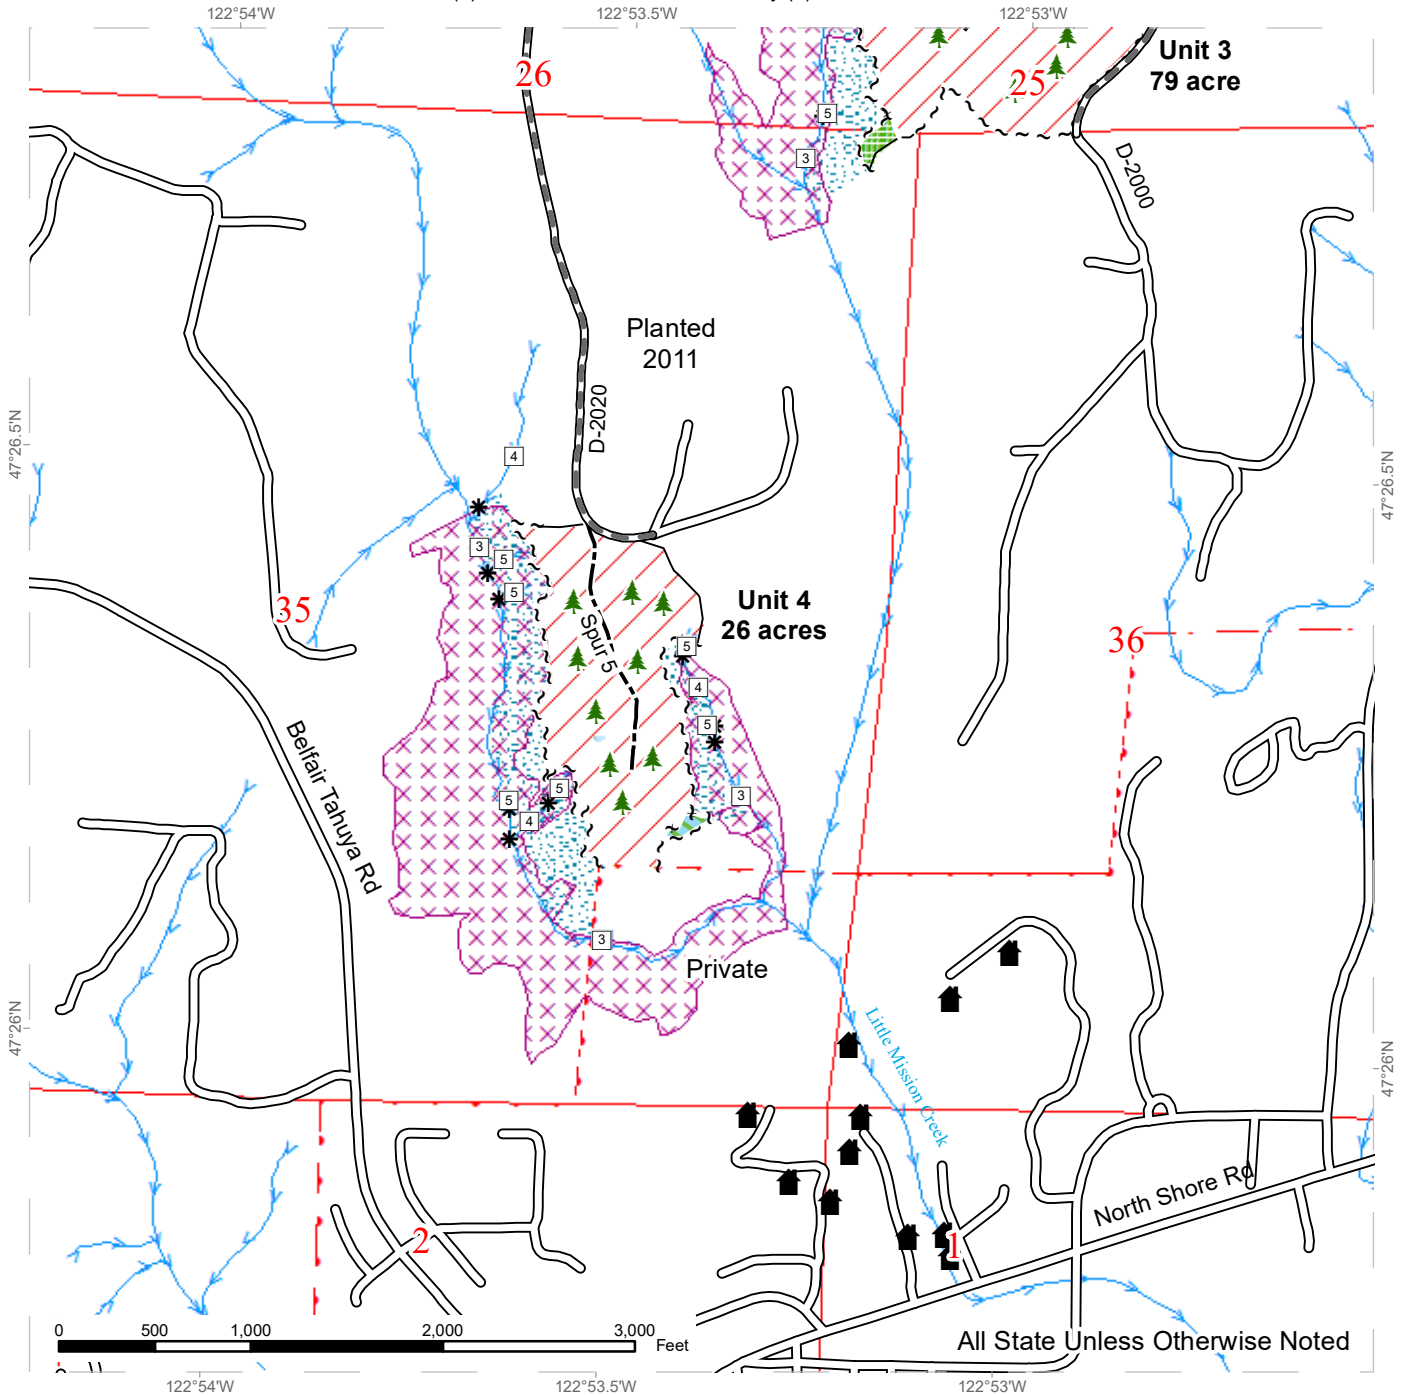 122°54'W
122°53.5'W
122°53'W
26
25
Unit 3
79 acre
5
3
D-2000
Planted
2011
D-2020
47°26.5'N
47°26.5'N
4
3
5
5
35
Spur 5
Unit 4
26 acres
36
5
4
5
3
Belfair Tahuya Rd
5
5
4
3
Private
47°26'N
47°26'N
Little Mission Creek
North Shore Rd
2
1
0
500
1,000
2,000
3,000
Feet
All State Unless Otherwise Noted
122°54'W
122°53.5'W
122°53'W